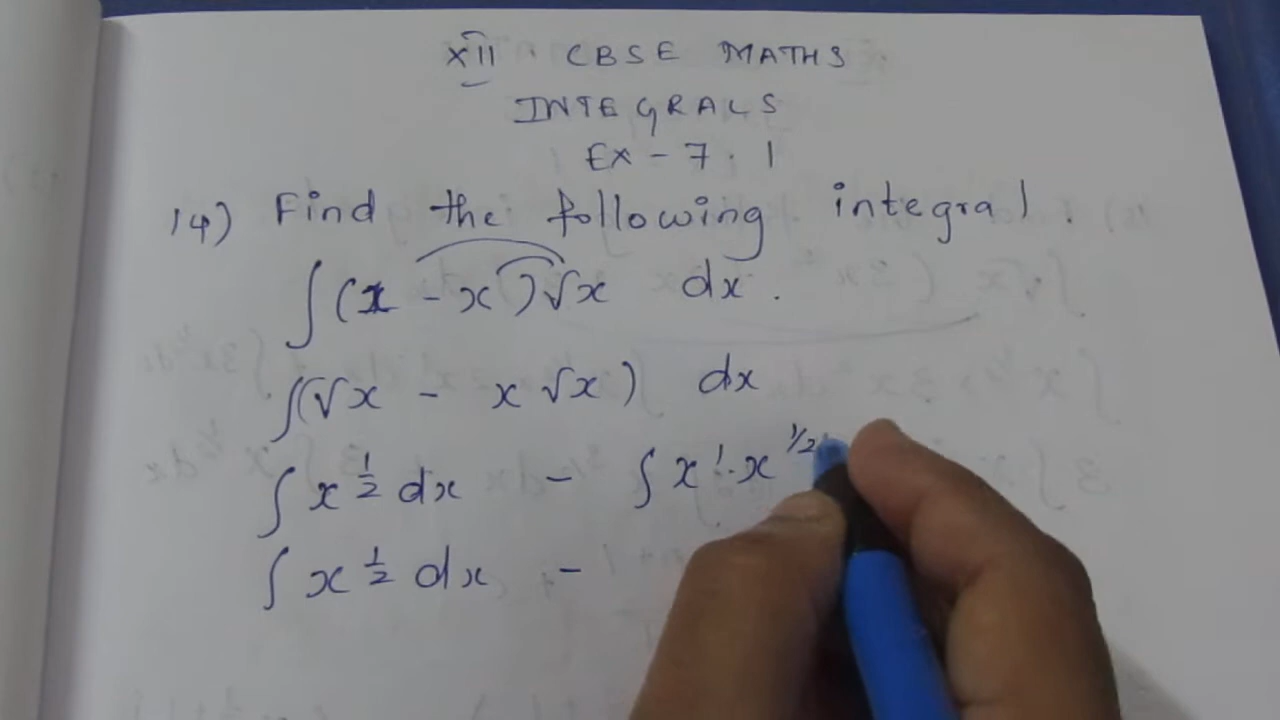 XII CBSE MATHS
INTEGRALS
Ex - 7.1
14) Find the following integral.
∫(1 - x)√x dx.
∫(√x - x√x) dx
∫x^1/2 dx - ∫x^1.x^1/2
∫x^1/2 dx -